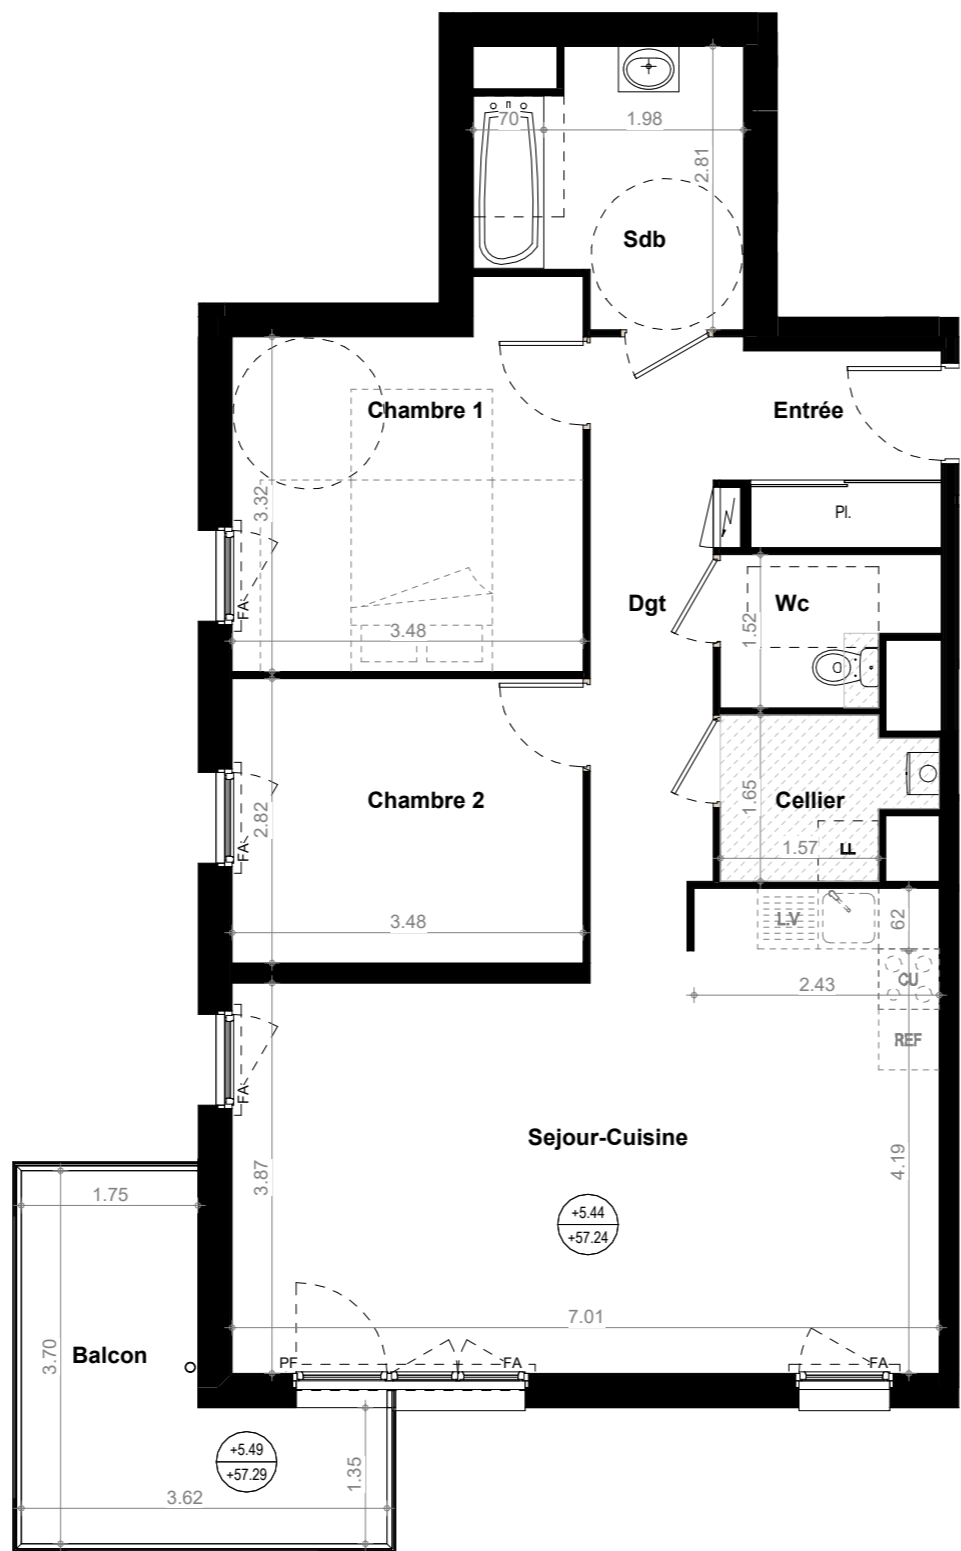 70
1.98
2.81
Sdb
Chambre 1
Entrée
3.32
Pl.
FA
Dgt
Wc
1.52
3.48
Chambre 2
Cellier
1.65
2.82
FA
1.57
LL
3.48
L.V
62
CU
2.43
REF
FA
Sejour-Cuisine
3.87
4.19
1.75
+5.44
+57.24
7.01
3.70
Balcon
PF
FA
FA
+5.49
+57.29
1.35
3.62